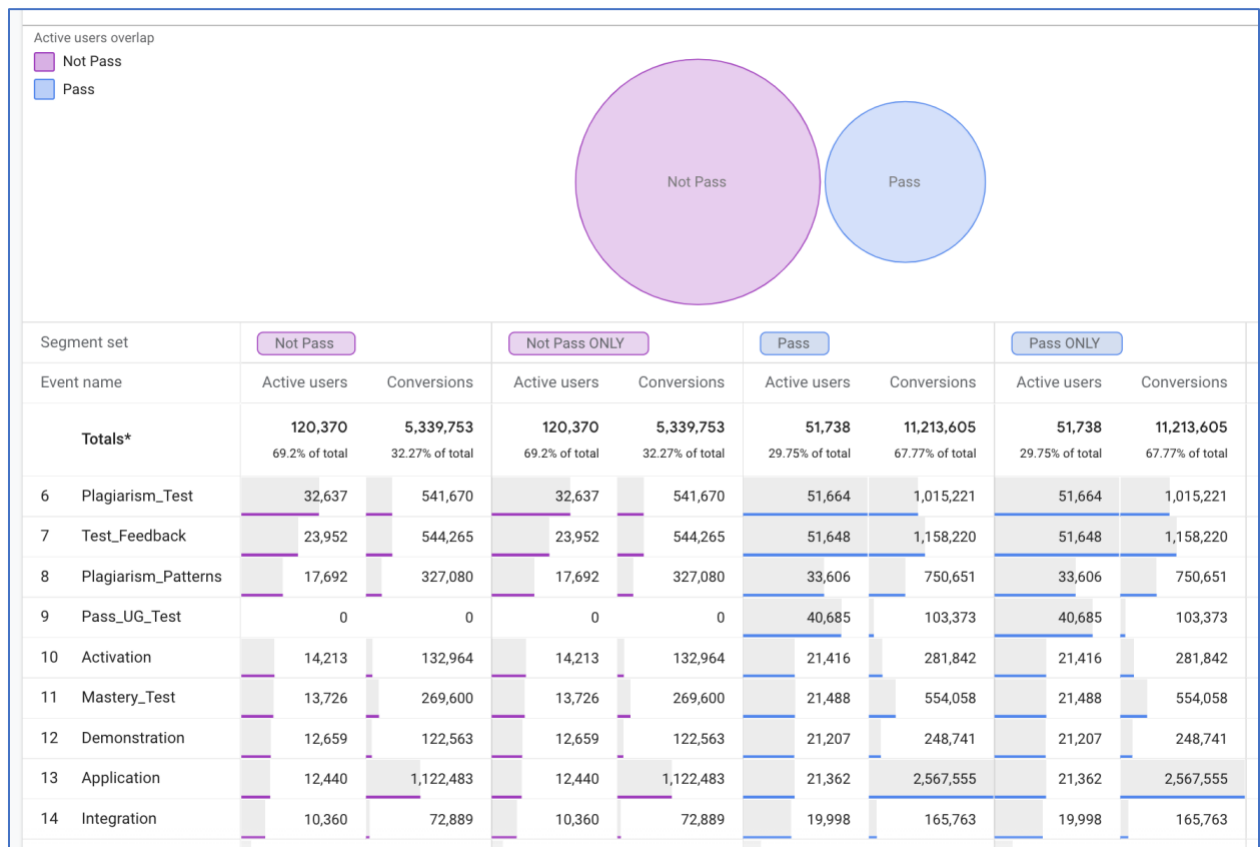 Active users overlap
Not Pass
Pass
Not Pass Pass
Segment set Not Pass Not Pass ONLY Pass Pass ONLY
Event name Active users Conversions Active users Conversions Active users Conversions Active users Conversions
Totals* 120,370 5,339,753 120,370 5,339,753 51,738 11,213,605 51,738 11,213,605
69.2% of total 32.27% of total 69.2% of total 32.27% of total 29.75% of total 67.77% of total 29.75% of total 67.77% of total
6 Plagiarism_Test 32,637 541,670 32,637 541,670 51,664 1,015,221 51,664 1,015,221
7 Test_Feedback 23,952 544,265 23,952 544,265 51,648 1,158,220 51,648 1,158,220
8 Plagiarism_Patterns 17,692 327,080 17,692 327,080 33,606 750,651 33,606 750,651
9 Pass_UG_Test 0 0 0 0 40,685 103,373 40,685 103,373
10 Activation 14,213 132,964 14,213 132,964 21,416 281,842 21,416 281,842
11 Mastery_Test 13,726 269,600 13,726 269,600 21,488 554,058 21,488 554,058
12 Demonstration 12,659 122,563 12,659 122,563 21,207 248,741 21,207 248,741
13 Application 12,440 1,122,483 12,440 1,122,483 21,362 2,567,555 21,362 2,567,555
14 Integration 10,360 72,889 10,360 72,889 19,998 165,763 19,998 165,763